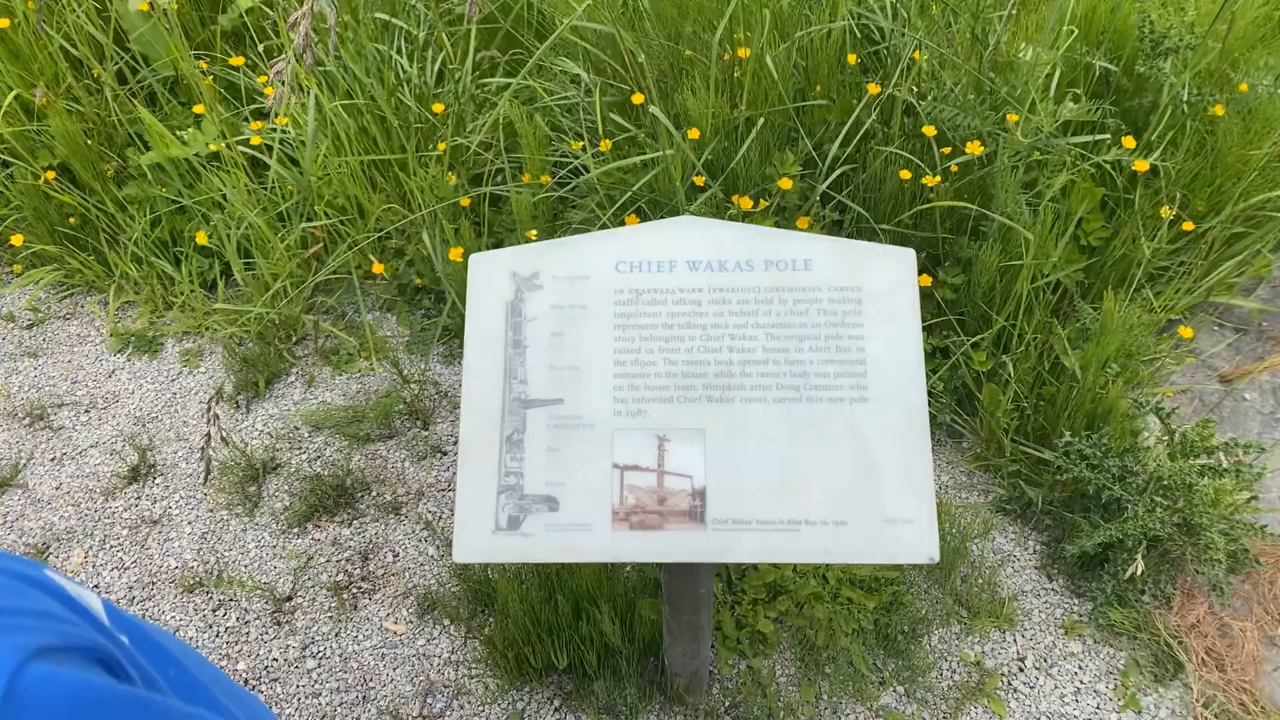 CHIEF WAKAS POLE
IN KWAKWAKA'WAKW [KWAKIUTL] CEREMONIES, CARVED
staffs called talking sticks are held by people making
important speeches on behalf of a chief. This pole
represents the talking stick and characters in an Owikeno
story belonging to Chief Wakas. The original pole was
raised in front of Chief Wakas' house in Alert Bay in
the 1890s. The raven's beak opened to form a ceremonial
entrance to the house, while the raven's body was painted
on the house front. Nimpkish artist Doug Cranmer, who
has inherited Chief Wakas' crests, carved this new pole
in 1987.
Chief Wakas' house in Alert Bay,